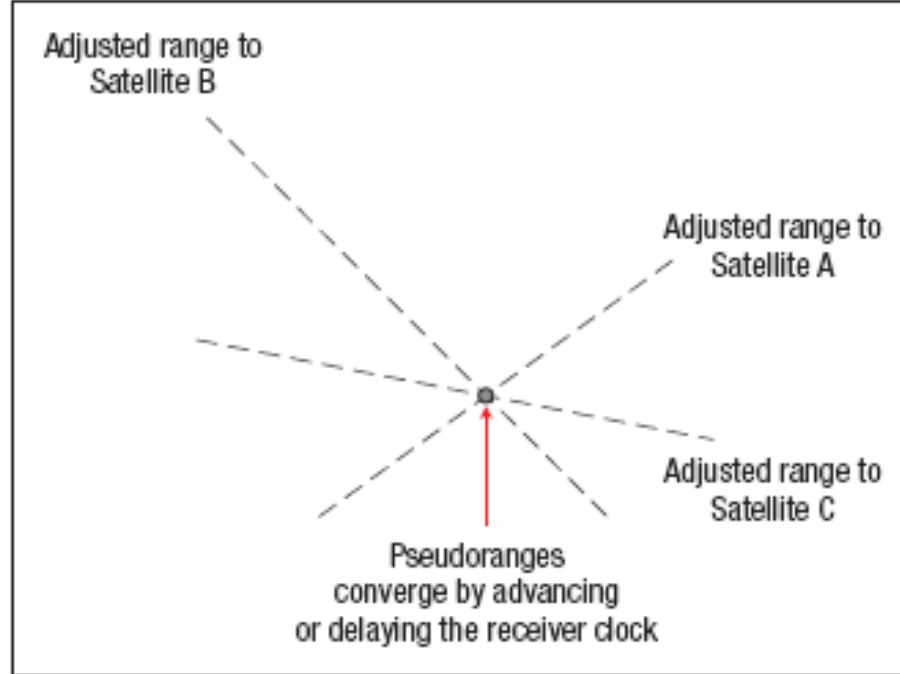 Adjusted range to
Satellite B
Adjusted range to
Satellite A
Adjusted range to
Satellite C
Pseudoranges
converge by advancing
or delaying the receiver clock